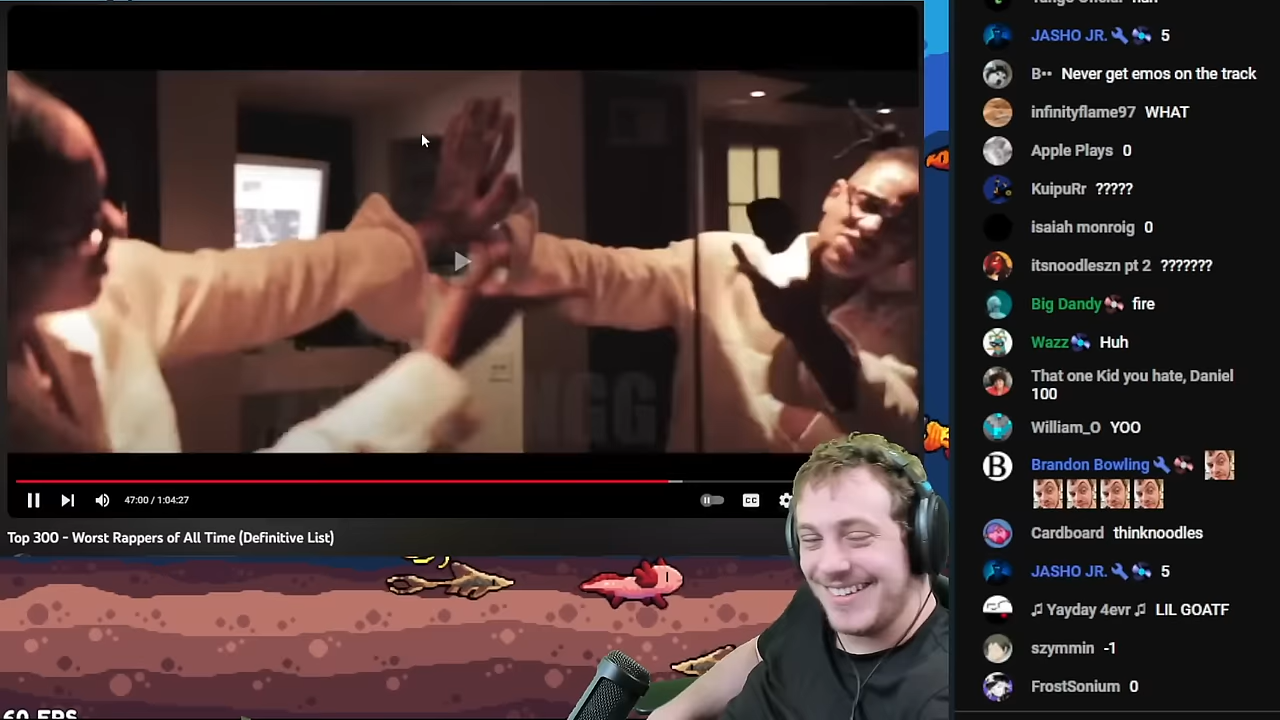 JASHO JR. 5
B•• Never get emos on the track
infinityflame97 WHAT
Apple Plays 0
KuipuRr ?????
isaiah monroig 0
itsnoodleszn pt 2 ???????
Big Dandy fire
Wazz Huh
That one Kid you hate, Daniel
100
William_O YOO
Brandon Bowling
Cardboard thinknoodles
JASHO JR. 5
♫ Yayday 4evr ♫ LIL GOATF
szymmin -1
FrostSonium 0
47:00 / 1:04:27
CC
Top 300 - Worst Rappers of All Time (Definitive List)
60 FPS